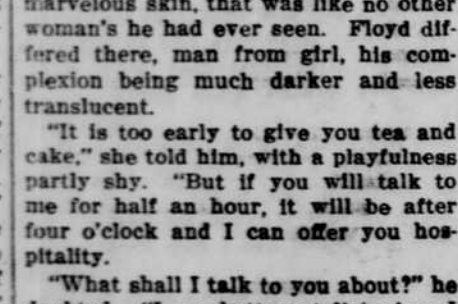 marvelous skin, that was like no other
woman's he had ever seen. Floyd dif-
fered there, man from girl, his com-
plexion being much darker and less
translucent.
"It is too early to give you tea and
cake," she told him, with a playfulness
partly shy. "But if you will talk to
me for half an hour, it will be after
four o'clock and I can offer you hos-
pitality.
"What shall I talk to you about?" he